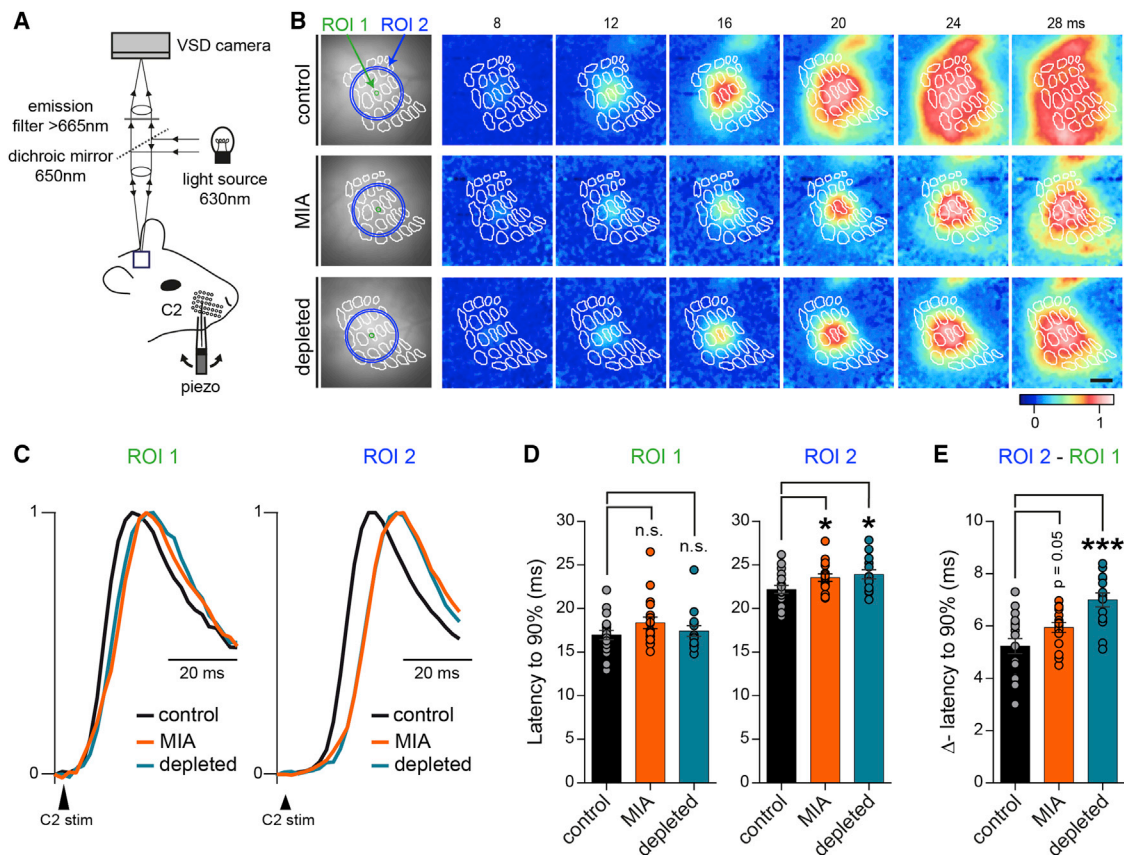 A
VSD camera
emission
filter >665nm
dichroic mirror
650nm
light source
630nm
C2
piezo
B
ROI 1 ROI 2
8 12 16 20 24 28 ms
control
MIA
depleted
0 1
C
ROI 1
1
0
20 ms
control
MIA
depleted
C2 stim
ROI 2
1
0
20 ms
control
MIA
depleted
C2 stim
D
ROI 1
Latency to 90% (ms)
30
25
20
15
10
5
0
n.s.
n.s.
control
MIA
depleted
ROI 2
30
25
20
15
10
5
0
*
*
control
MIA
depleted
E
ROI 2 - ROI 1
Δ- latency to 90% (ms)
10
8
6
4
2
0
p = 0.05
***
control
MIA
depleted